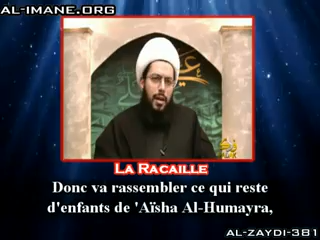 AL-IMANE.ORG
La Racaille
Donc va rassembler ce qui reste
d'enfants de 'Aïsha Al-Humayra,
AL-ZAYDI-381